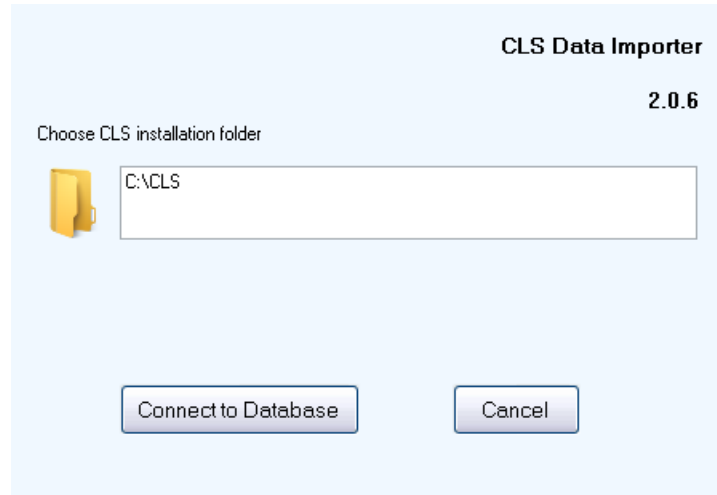 CLS Data Importer
2.0.6
Choose CLS installation folder
C:\CLS
Connect to Database
Cancel